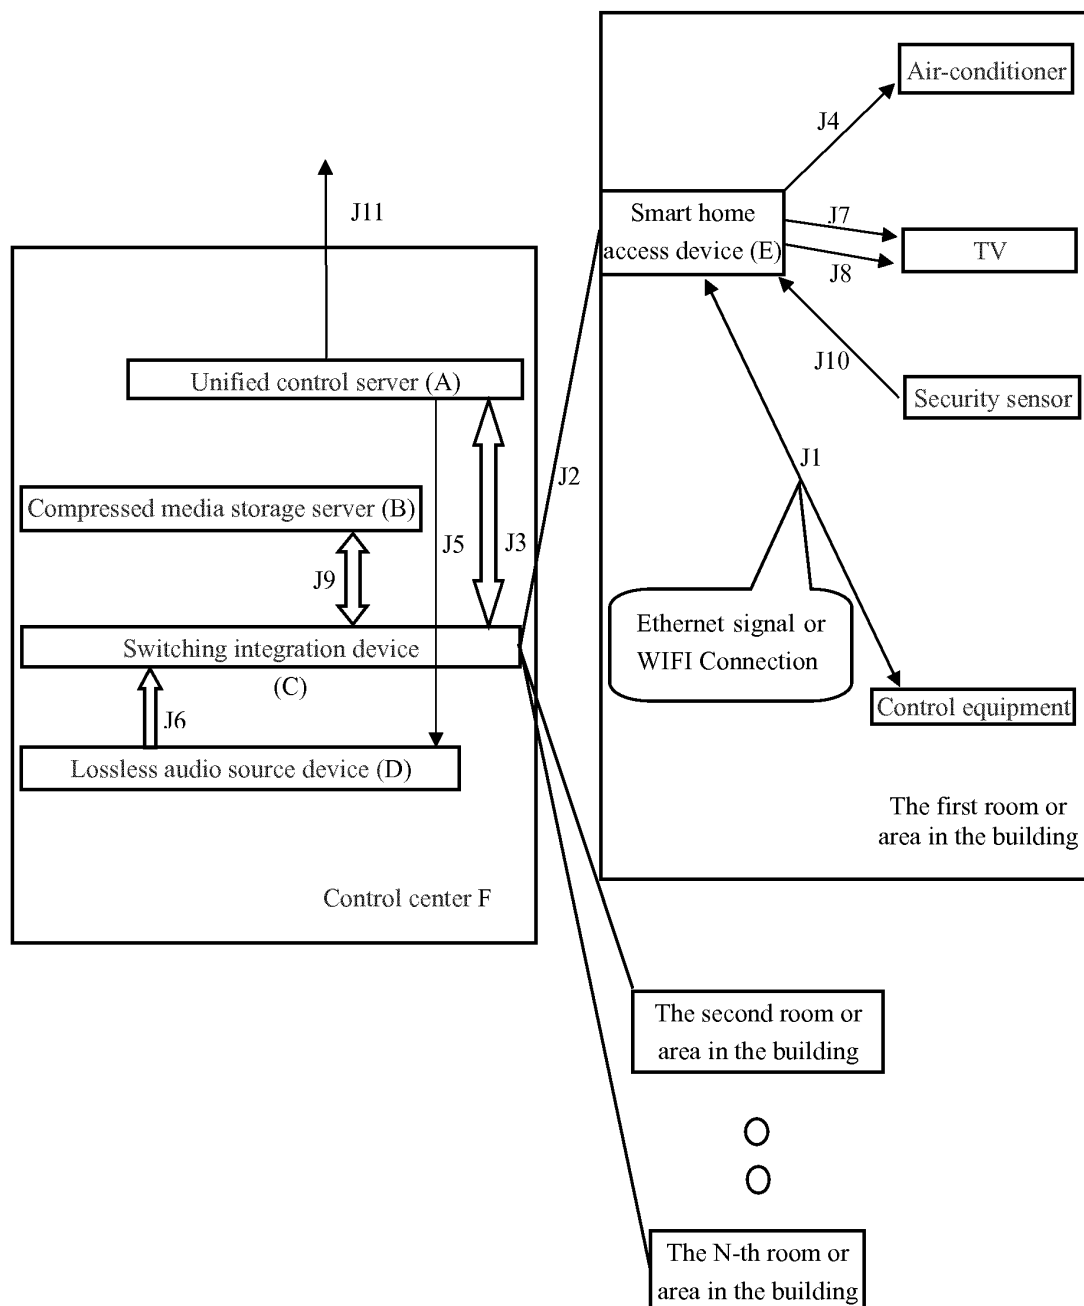 Air-conditioner
J4
J11
Smart home
access device (E)
J7
TV
J8
J10
Unified control server (A)
Security sensor
J1
J2
Compressed media storage server (B)
J5
J3
J9
Ethernet signal or
WIFI Connection
Switching integration device
(C)
J6
Control equipment
Lossless audio source device (D)
The first room or
area in the building
Control center F
The second room or
area in the building
The N-th room or
area in the building